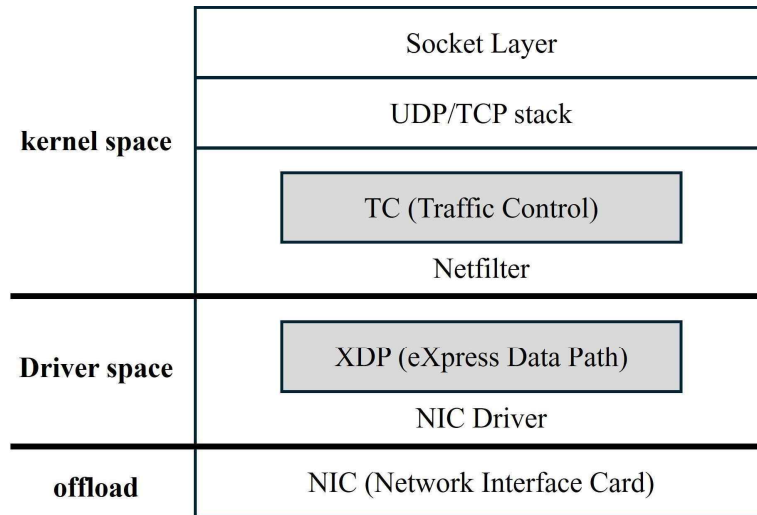 Socket Layer
UDP/TCP stack
kernel space
TC (Traffic Control)
Netfilter
XDP (eXpress Data Path)
Driver space
NIC Driver
offload
NIC (Network Interface Card)